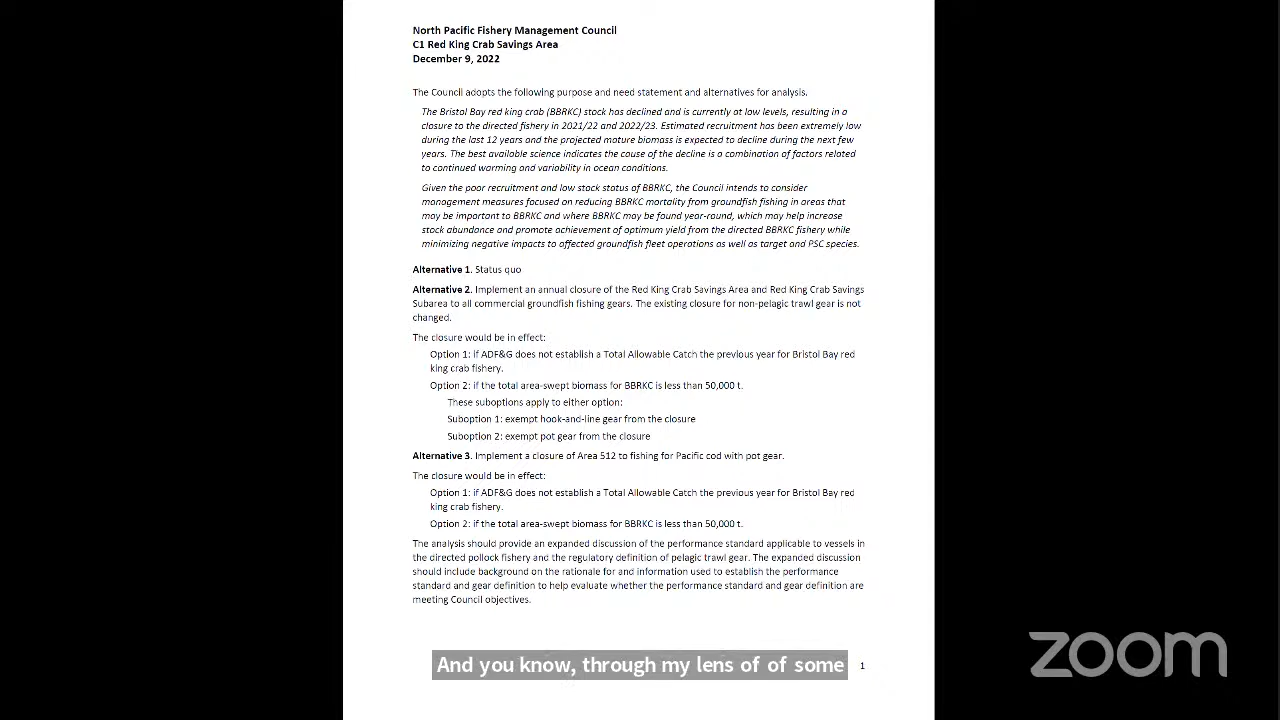 North Pacific Fishery Management Council
C1 Red King Crab Savings Area
December 9, 2022
The Council adopts the following purpose and need statement and alternatives for analysis.
The Bristol Bay red king crab (BBRKC) stock has declined and is currently at low levels, resulting in a
closure to the directed fishery in 2021/22 and 2022/23. Estimated recruitment has been extremely low
during the last 12 years and the projected mature biomass is expected to decline during the next few
years. The best available science indicates the cause of the decline is a combination of factors related
to continued warming and variability in ocean conditions.
Given the poor recruitment and low stock status of BBRKC, the Council intends to consider
management measures focused on reducing BBRKC mortality from groundfish fishing in areas that
may be important to BBRKC and where BBRKC may be found year-round, which may help increase
stock abundance and promote achievement of optimum yield from the directed BBRKC fishery while
minimizing negative impacts to affected groundfish fleet operations as well as target and PSC species.
Alternative 1. Status quo
Alternative 2. Implement an annual closure of the Red King Crab Savings Area and Red King Crab Savings
Subarea to all commercial groundfish fishing gears. The existing closure for non-pelagic trawl gear is not
changed.
The closure would be in effect:
Option 1: if ADF&G does not establish a Total Allowable Catch the previous year for Bristol Bay red
king crab fishery.
Option 2: if the total area-swept biomass for BBRKC is less than 50,000 t.
These suboptions apply to either option:
Suboption 1: exempt hook-and-line gear from the closure
Suboption 2: exempt pot gear from the closure
Alternative 3. Implement a closure of Area 512 to fishing for Pacific cod with pot gear.
The closure would be in effect:
Option 1: if ADF&G does not establish a Total Allowable Catch the previous year for Bristol Bay red
king crab fishery.
Option 2: if the total area-swept biomass for BBRKC is less than 50,000 t.
The analysis should provide an expanded discussion of the performance standard applicable to vessels in
the directed pollock fishery and the regulatory definition of pelagic trawl gear. The expanded discussion
should include background on the rationale for and information used to establish the performance
standard and gear definition to help evaluate whether the performance standard and gear definition are
meeting Council objectives.
And you know, through my lens of of some
1
zoom